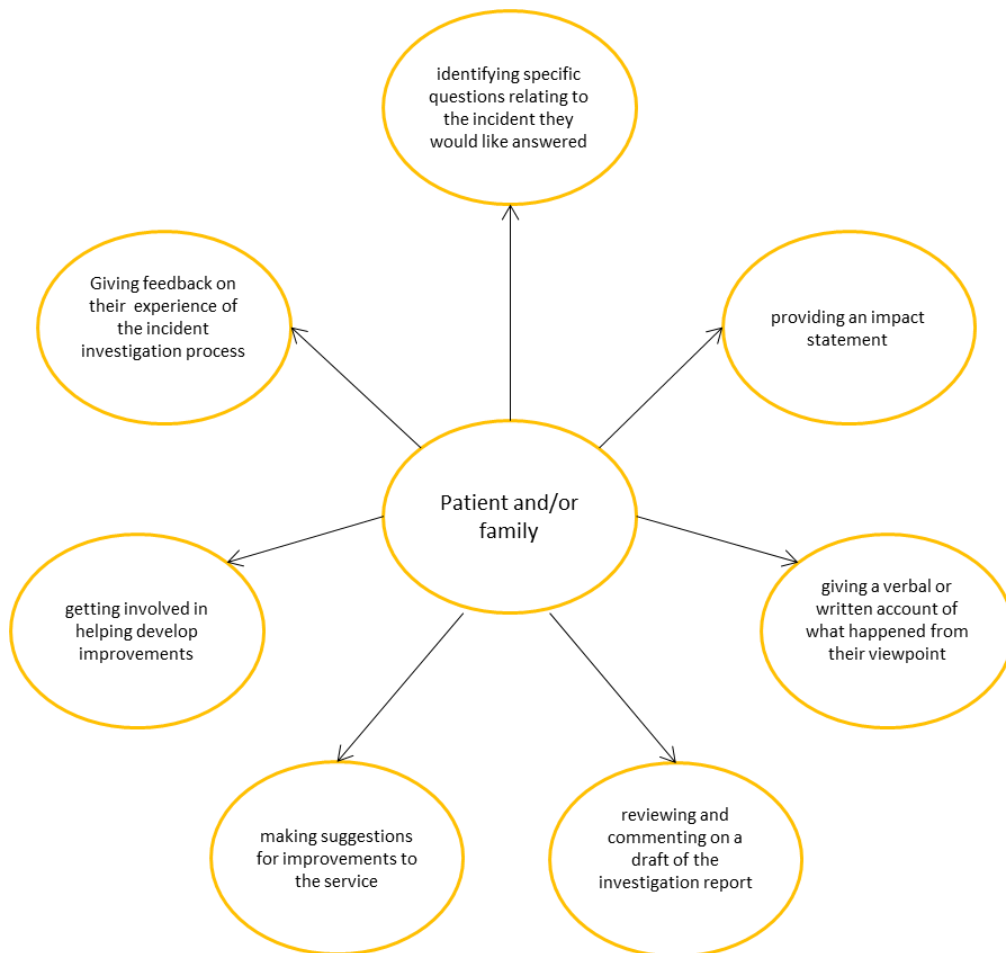 identifying specific
questions relating to
the incident they
would like answered
Giving feedback on
their experience of
the incident
investigation process
providing an impact
statement
Patient and/or
family
getting involved in
helping develop
improvements
giving a verbal or
written account of
what happened from
their viewpoint
making suggestions
for improvements to
the service
reviewing and
commenting on a
draft of the
investigation report